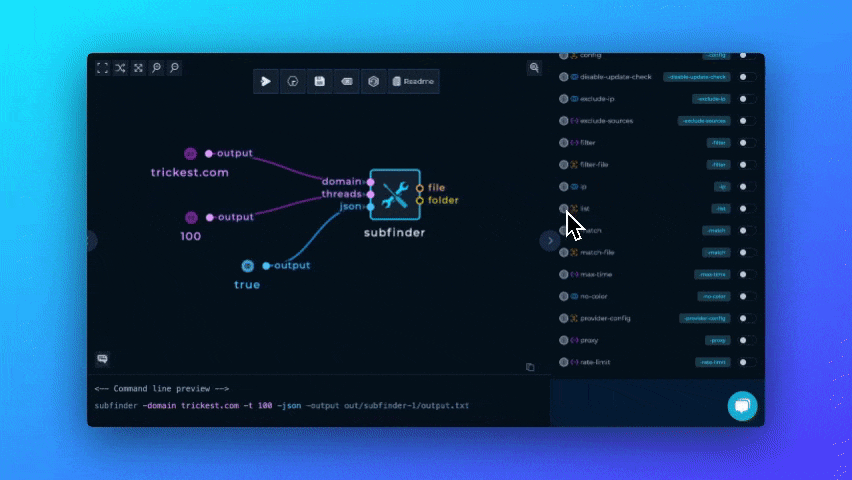 config -config
disable-update-check -disable-update-check
exclude-ip -exclude-ip
exclude-sources -exclude-sources
filter -filter
filter-file -filter
ip -ip
list -list
match -match
match-file -match
max-time -max-time
no-color -no-color
provider-config -provider-config
proxy -proxy
rate-limit -rate-limit
Readme
output
trickest.com
output
100
output
true
domain
threads
json
file
folder
subfinder
<-- Command line preview -->
subfinder -domain trickest.com -t 100 -json -output out/subfinder-1/output.txt